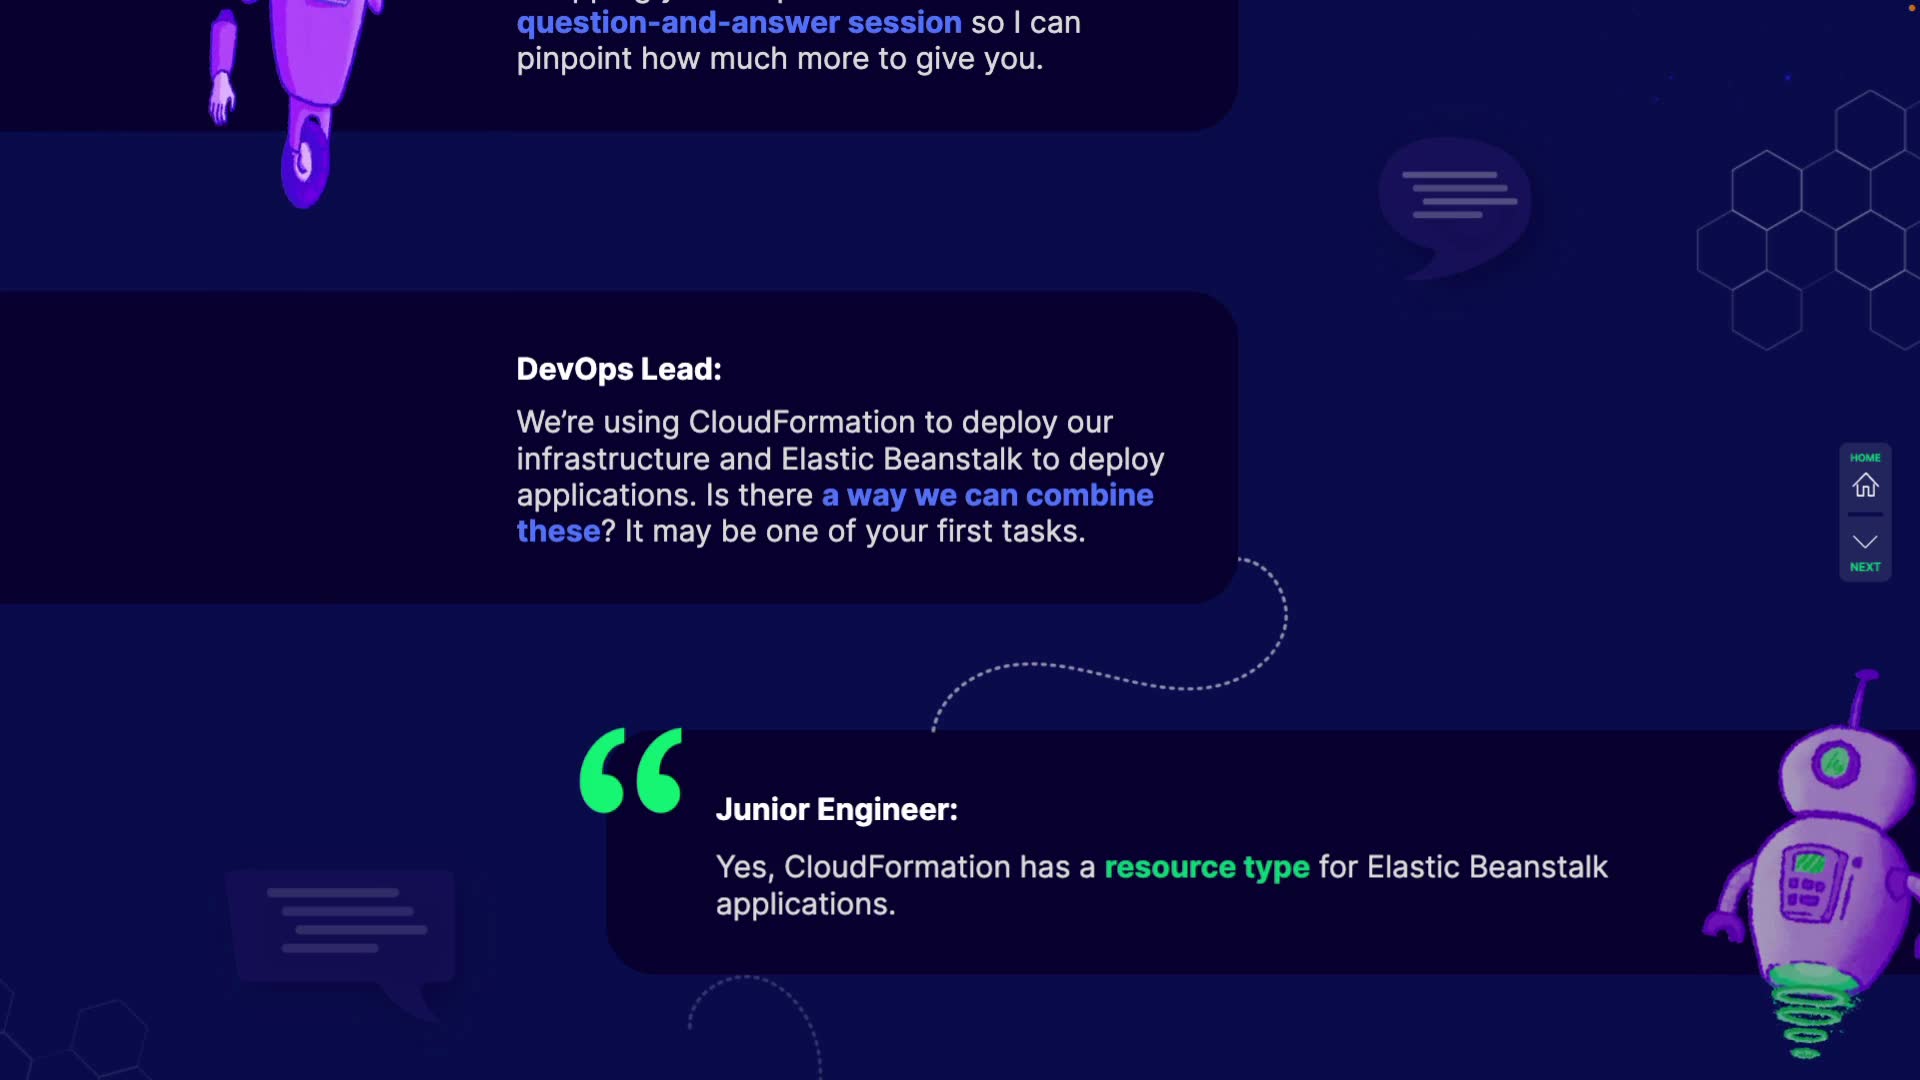 question-and-answer session so I can
pinpoint how much more to give you.
DevOps Lead:
We’re using CloudFormation to deploy our
infrastructure and Elastic Beanstalk to deploy
applications. Is there a way we can combine
these? It may be one of your first tasks.
HOME
NEXT
Junior Engineer:
Yes, CloudFormation has a resource type for Elastic Beanstalk
applications.